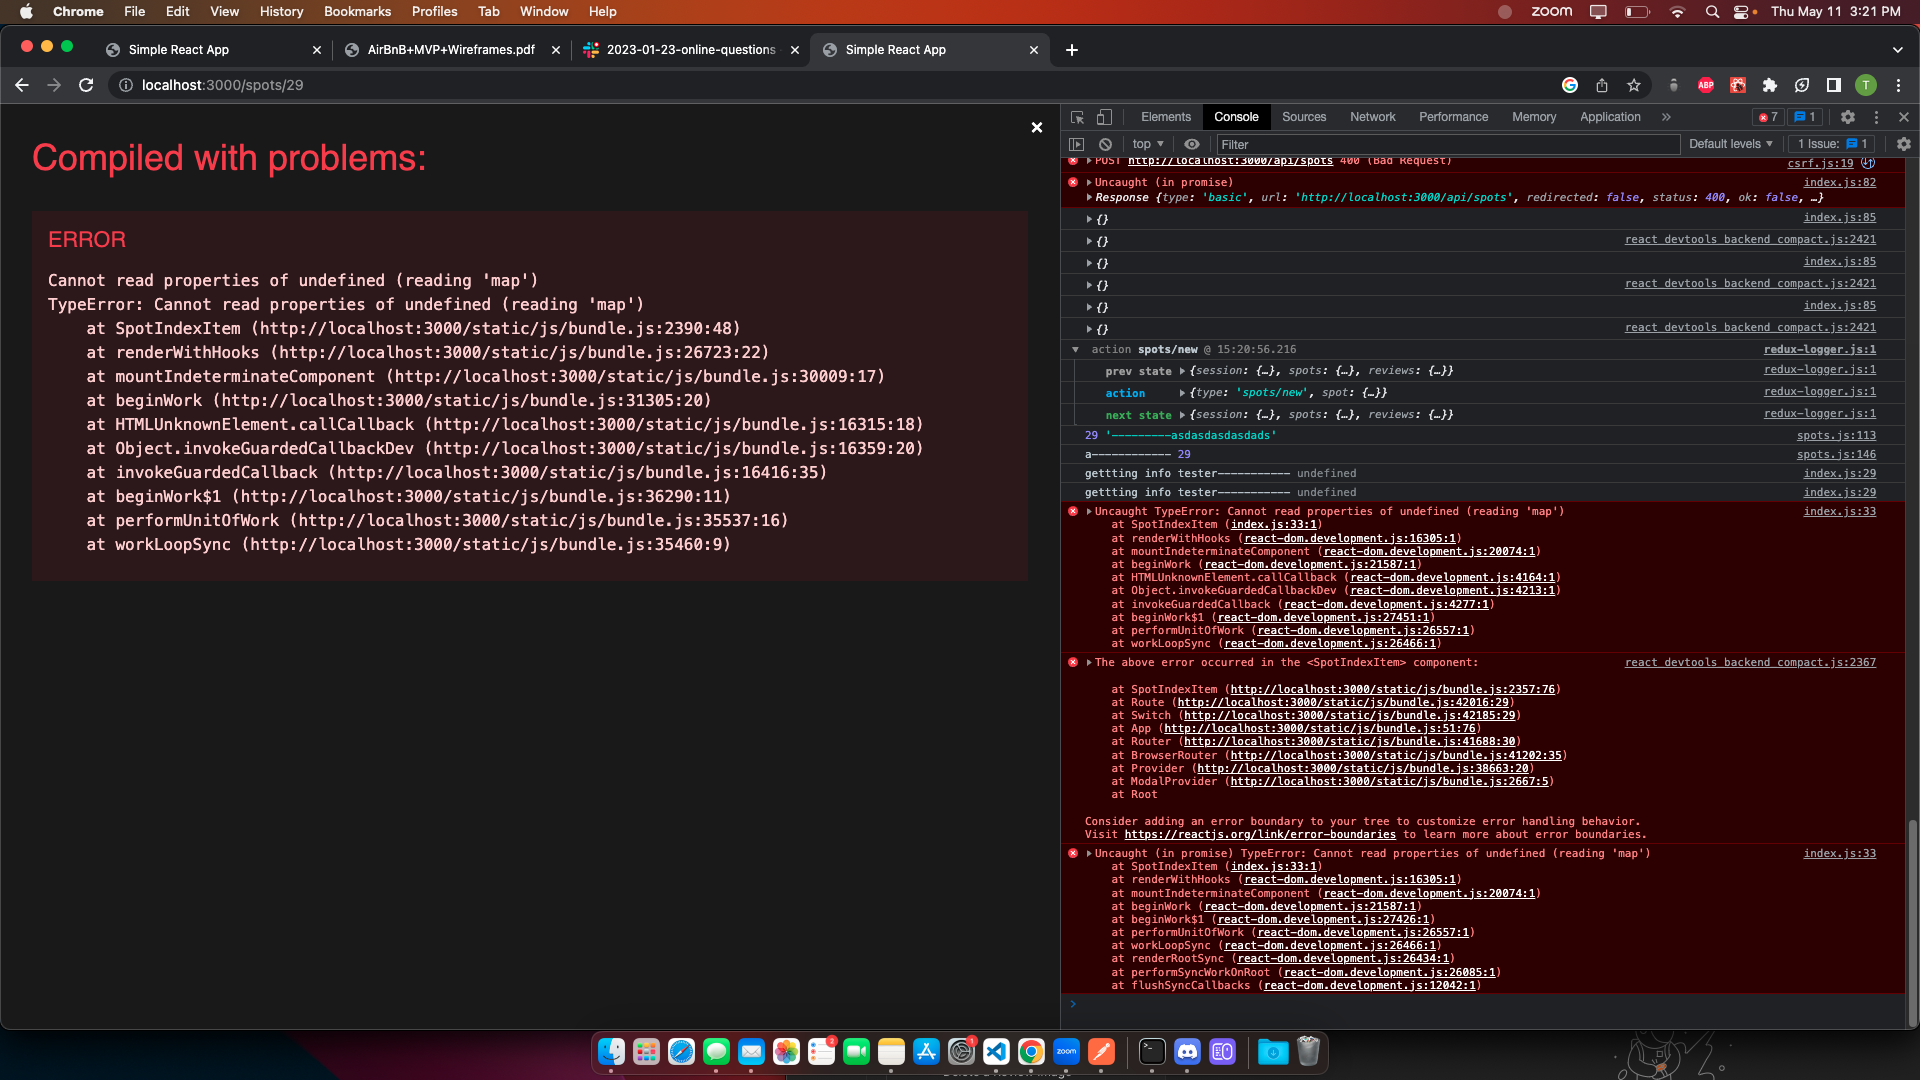 Chrome File Edit View History Bookmarks Profiles Tab Window Help zoom Thu May 11 3:21 PM
Simple React App AirBnB+MVP+Wireframes.pdf 2023-01-23-online-questions Simple React App
localhost:3000/spots/29 ABP T
Compiled with problems:
ERROR
Cannot read properties of undefined (reading 'map')
TypeError: Cannot read properties of undefined (reading 'map')
at SpotIndexItem (http://localhost:3000/static/js/bundle.js:2390:48)
at renderWithHooks (http://localhost:3000/static/js/bundle.js:26723:22)
at mountIndeterminateComponent (http://localhost:3000/static/js/bundle.js:30009:17)
at beginWork (http://localhost:3000/static/js/bundle.js:31305:20)
at HTMLUnknownElement.callCallback (http://localhost:3000/static/js/bundle.js:16315:18)
at Object.invokeGuardedCallbackDev (http://localhost:3000/static/js/bundle.js:16359:20)
at invokeGuardedCallback (http://localhost:3000/static/js/bundle.js:16416:35)
at beginWork$1 (http://localhost:3000/static/js/bundle.js:36290:11)
at performUnitOfWork (http://localhost:3000/static/js/bundle.js:35537:16)
at workLoopSync (http://localhost:3000/static/js/bundle.js:35460:9)
Elements Console Sources Network Performance Memory Application 7 1
top Filter Default levels 1 Issue: 1
POST http://localhost:3000/api/spots 400 (Bad Request) csrf.js:19
Uncaught (in promise) index.js:82
Response {type: 'basic', url: 'http://localhost:3000/api/spots', redirected: false, status: 400, ok: false, …}
{} index.js:85
{} react devtools backend compact.js:2421
{} index.js:85
{} react devtools backend compact.js:2421
{} index.js:85
{} react devtools backend compact.js:2421
action spots/new @ 15:20:56.216 redux-logger.js:1
prev state {session: {…}, spots: {…}, reviews: {…}} redux-logger.js:1
action {type: 'spots/new', spot: {…}} redux-logger.js:1
next state {session: {…}, spots: {…}, reviews: {…}} redux-logger.js:1
29 '---------asdasdasdasdads' spots.js:113
a------------ 29 spots.js:146
gettting info tester----------- undefined index.js:29
gettting info tester----------- undefined index.js:29
Uncaught TypeError: Cannot read properties of undefined (reading 'map') index.js:33
at SpotIndexItem (index.js:33:1)
at renderWithHooks (react-dom.development.js:16305:1)
at mountIndeterminateComponent (react-dom.development.js:20074:1)
at beginWork (react-dom.development.js:21587:1)
at HTMLUnknownElement.callCallback (react-dom.development.js:4164:1)
at Object.invokeGuardedCallbackDev (react-dom.development.js:4213:1)
at invokeGuardedCallback (react-dom.development.js:4277:1)
at beginWork$1 (react-dom.development.js:27451:1)
at performUnitOfWork (react-dom.development.js:26557:1)
at workLoopSync (react-dom.development.js:26466:1)
The above error occurred in the <SpotIndexItem> component: react devtools backend compact.js:2367
at SpotIndexItem (http://localhost:3000/static/js/bundle.js:2357:76)
at Route (http://localhost:3000/static/js/bundle.js:42016:29)
at Switch (http://localhost:3000/static/js/bundle.js:42185:29)
at App (http://localhost:3000/static/js/bundle.js:51:76)
at Router (http://localhost:3000/static/js/bundle.js:41688:30)
at BrowserRouter (http://localhost:3000/static/js/bundle.js:41202:35)
at Provider (http://localhost:3000/static/js/bundle.js:38663:20)
at ModalProvider (http://localhost:3000/static/js/bundle.js:2667:5)
at Root
Consider adding an error boundary to your tree to customize error handling behavior.
Visit https://reactjs.org/link/error-boundaries to learn more about error boundaries.
Uncaught (in promise) TypeError: Cannot read properties of undefined (reading 'map') index.js:33
at SpotIndexItem (index.js:33:1)
at renderWithHooks (react-dom.development.js:16305:1)
at mountIndeterminateComponent (react-dom.development.js:20074:1)
at beginWork (react-dom.development.js:21587:1)
at beginWork$1 (react-dom.development.js:27426:1)
at performUnitOfWork (react-dom.development.js:26557:1)
at workLoopSync (react-dom.development.js:26466:1)
at renderRootSync (react-dom.development.js:26434:1)
at performSyncWorkOnRoot (react-dom.development.js:26085:1)
at flushSyncCallbacks (react-dom.development.js:12042:1)
zoom